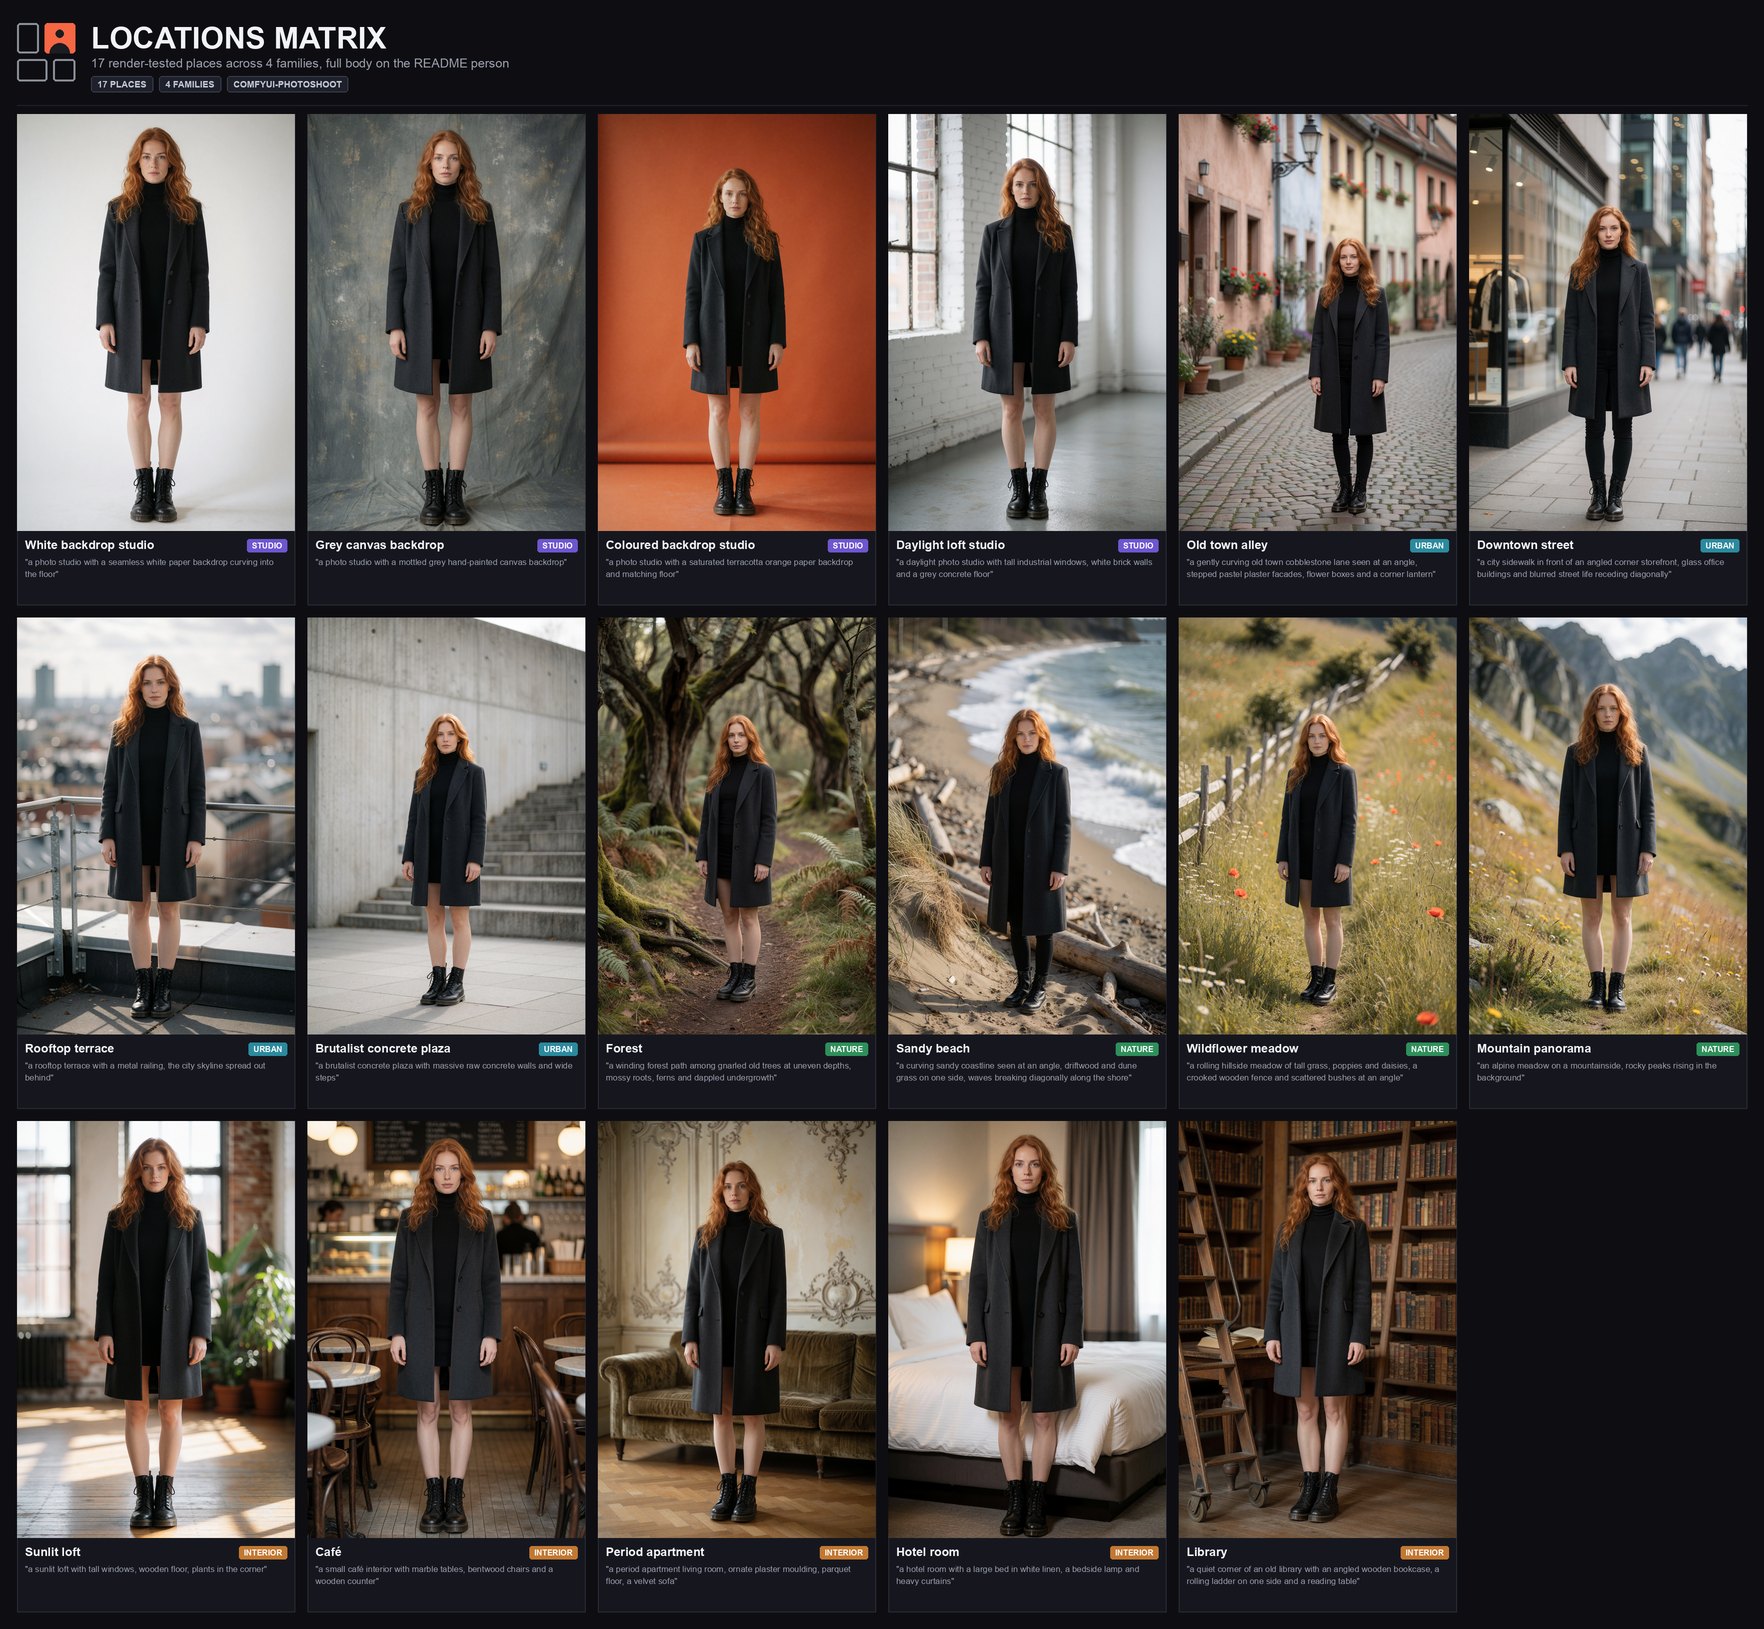 LOCATIONS MATRIX
17 render-tested places across 4 families, full body on the README person
17 PLACES
4 FAMILIES
COMFYUI-PHOTOSHOOT
White backdrop studio
STUDIO
"a photo studio with a seamless white paper backdrop curving into
the floor"
Grey canvas backdrop
STUDIO
"a photo studio with a mottled grey hand-painted canvas backdrop"
Coloured backdrop studio
STUDIO
"a photo studio with a saturated terracotta orange paper backdrop
and matching floor"
Daylight loft studio
STUDIO
"a daylight photo studio with tall industrial windows, white brick walls
and a grey concrete floor"
Old town alley
URBAN
"a gently curving old town cobblestone lane seen at an angle,
stepped pastel plaster facades, flower boxes and a corner lantern"
Downtown street
URBAN
"a city sidewalk in front of an angled corner storefront, glass office
buildings and blurred street life receding diagonally"
Rooftop terrace
URBAN
"a rooftop terrace with a metal railing, the city skyline spread out
behind"
Brutalist concrete plaza
URBAN
"a brutalist concrete plaza with massive raw concrete walls and wide
steps"
Forest
NATURE
"a winding forest path among gnarled old trees at uneven depths,
mossy roots, ferns and dappled undergrowth"
Sandy beach
NATURE
"a curving sandy coastline seen at an angle, driftwood and dune
grass on one side, waves breaking diagonally along the shore"
Wildflower meadow
NATURE
"a rolling hillside meadow of tall grass, poppies and daisies, a
crooked wooden fence and scattered bushes at an angle"
Mountain panorama
NATURE
"an alpine meadow on a mountainside, rocky peaks rising in the
background"
Sunlit loft
INTERIOR
"a sunlit loft with tall windows, wooden floor, plants in the corner"
Café
INTERIOR
"a small café interior with marble tables, bentwood chairs and a
wooden counter"
Period apartment
INTERIOR
"a period apartment living room, ornate plaster moulding, parquet
floor, a velvet sofa"
Hotel room
INTERIOR
"a hotel room with a large bed in white linen, a bedside lamp and
heavy curtains"
Library
INTERIOR
"a quiet corner of an old library with an angled wooden bookcase, a
rolling ladder on one side and a reading table"